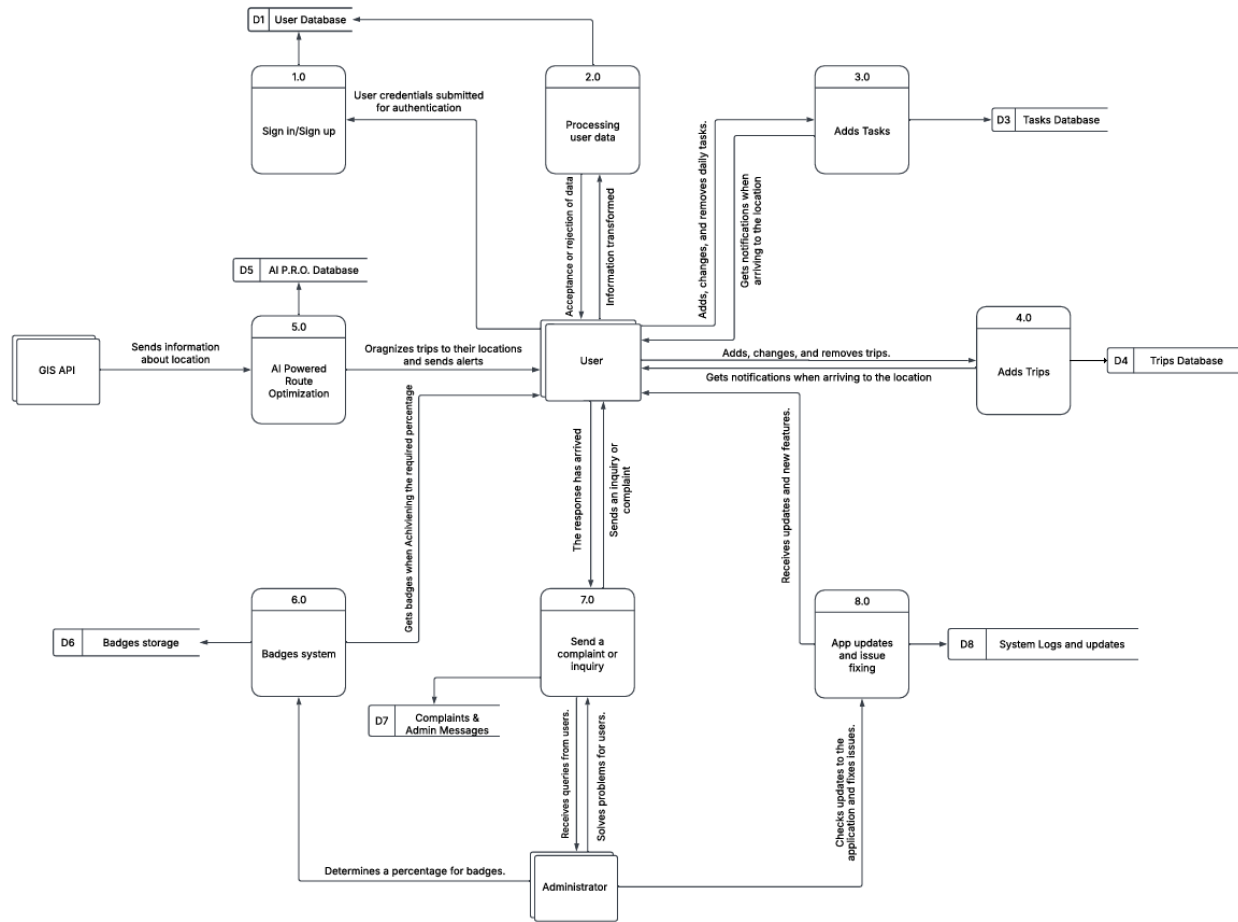 D1 User Database
1.0
Sign in/Sign up
User credentials submitted
for authentication
2.0
Processing
user data
Acceptance or rejection of data
Information transformed
3.0
Adds Tasks
D3 Tasks Database
Adds, changes, and removes daily tasks.
Gets notifications when
arriving to the location
D5 AI P.R.O. Database
5.0
AI Powered
Route
Optimization
GIS API
Sends information
about location
Oragnizes trips to their locations
and sends alerts
User
Adds, changes, and removes trips.
Gets notifications when arriving to the location
4.0
Adds Trips
D4 Trips Database
Gets badges when Achiviening the required percentage
The response has arrived
Sends an inquiry or
complaint
Receives updates and new features.
6.0
Badges system
D6 Badges storage
7.0
Send a
complaint or
inquiry
D7 Complaints &
Admin Messages
8.0
App updates
and issue
fixing
D8 System Logs and updates
Receives queries from users.
Solves problems for users.
Checks updates to the
application and fixes issues.
Determines a percentage for badges.
Administrator